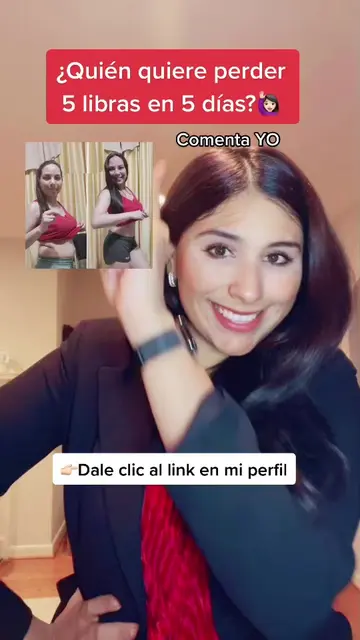 ¿Quién quiere perder
5 libras en 5 días?🙋🏻‍♀️
Comenta YO
👉🏻Dale clic al link en mi perfil